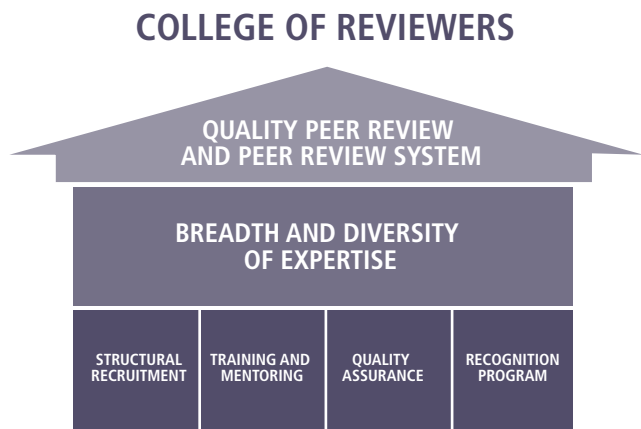 COLLEGE OF REVIEWERS
QUALITY PEER REVIEW
AND PEER REVIEW SYSTEM
BREADTH AND DIVERSITY
OF EXPERTISE
STRUCTURAL
RECRUITMENT
TRAINING AND
MENTORING
QUALITY
ASSURANCE
RECOGNITION
PROGRAM